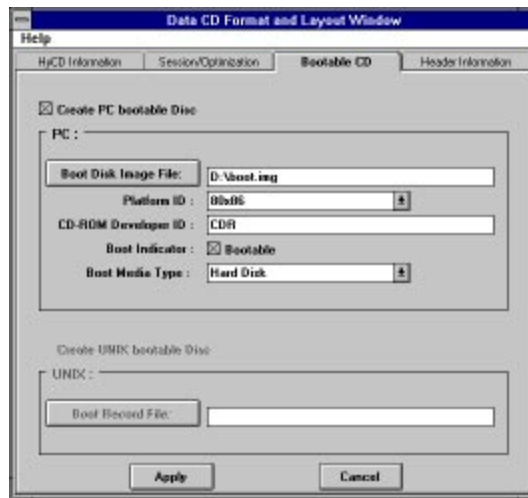 Data CD Format and Layout Window
Help
HyCD Information Session/Optimization Bootable CD Header Information
Create PC bootable Disc
PC :
Boot Disk Image File: D:\boot.img
Platform ID : 80x86
CD-ROM Developer ID : CDR
Boot Indicator : Bootable
Boot Media Type : Hard Disk
Create UNIX bootable Disc
UNIX :
Boot Record File:
Apply Cancel